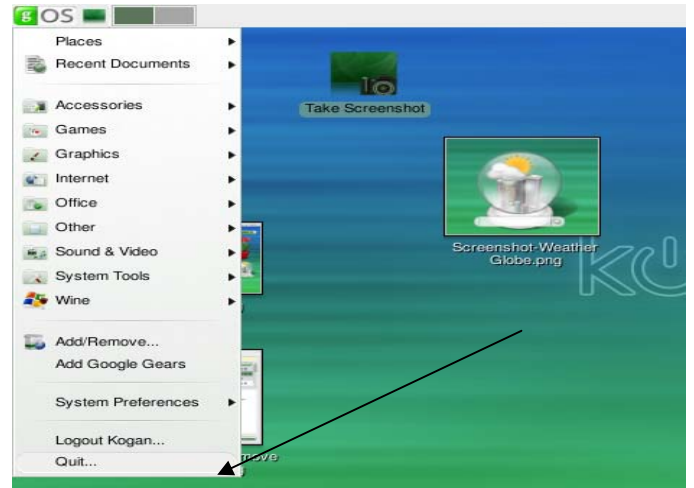 g OS
Places
Recent Documents
Accessories
Games
Graphics
Internet
Office
Other
Sound & Video
System Tools
Wine
Add/Remove...
Add Google Gears
System Preferences
Logout Kogan...
Quit...
Take Screenshot
Screenshot-Weather
Globe.png